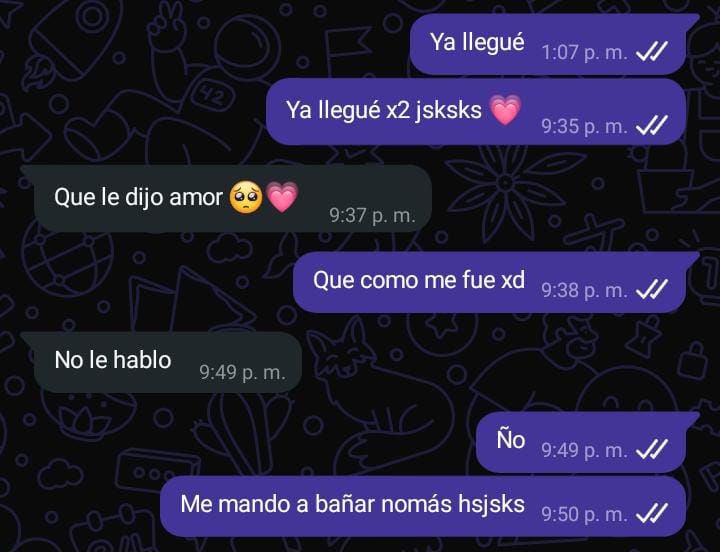 Ya llegué 1:07 p. m.
Ya llegué x2 jsksks 💗 9:35 p. m.
Que le dijo amor 🥺💗 9:37 p. m.
Que como me fue xd 9:38 p. m.
No le hablo 9:49 p. m.
Ño 9:49 p. m.
Me mando a bañar nomás hsjsks 9:50 p. m.